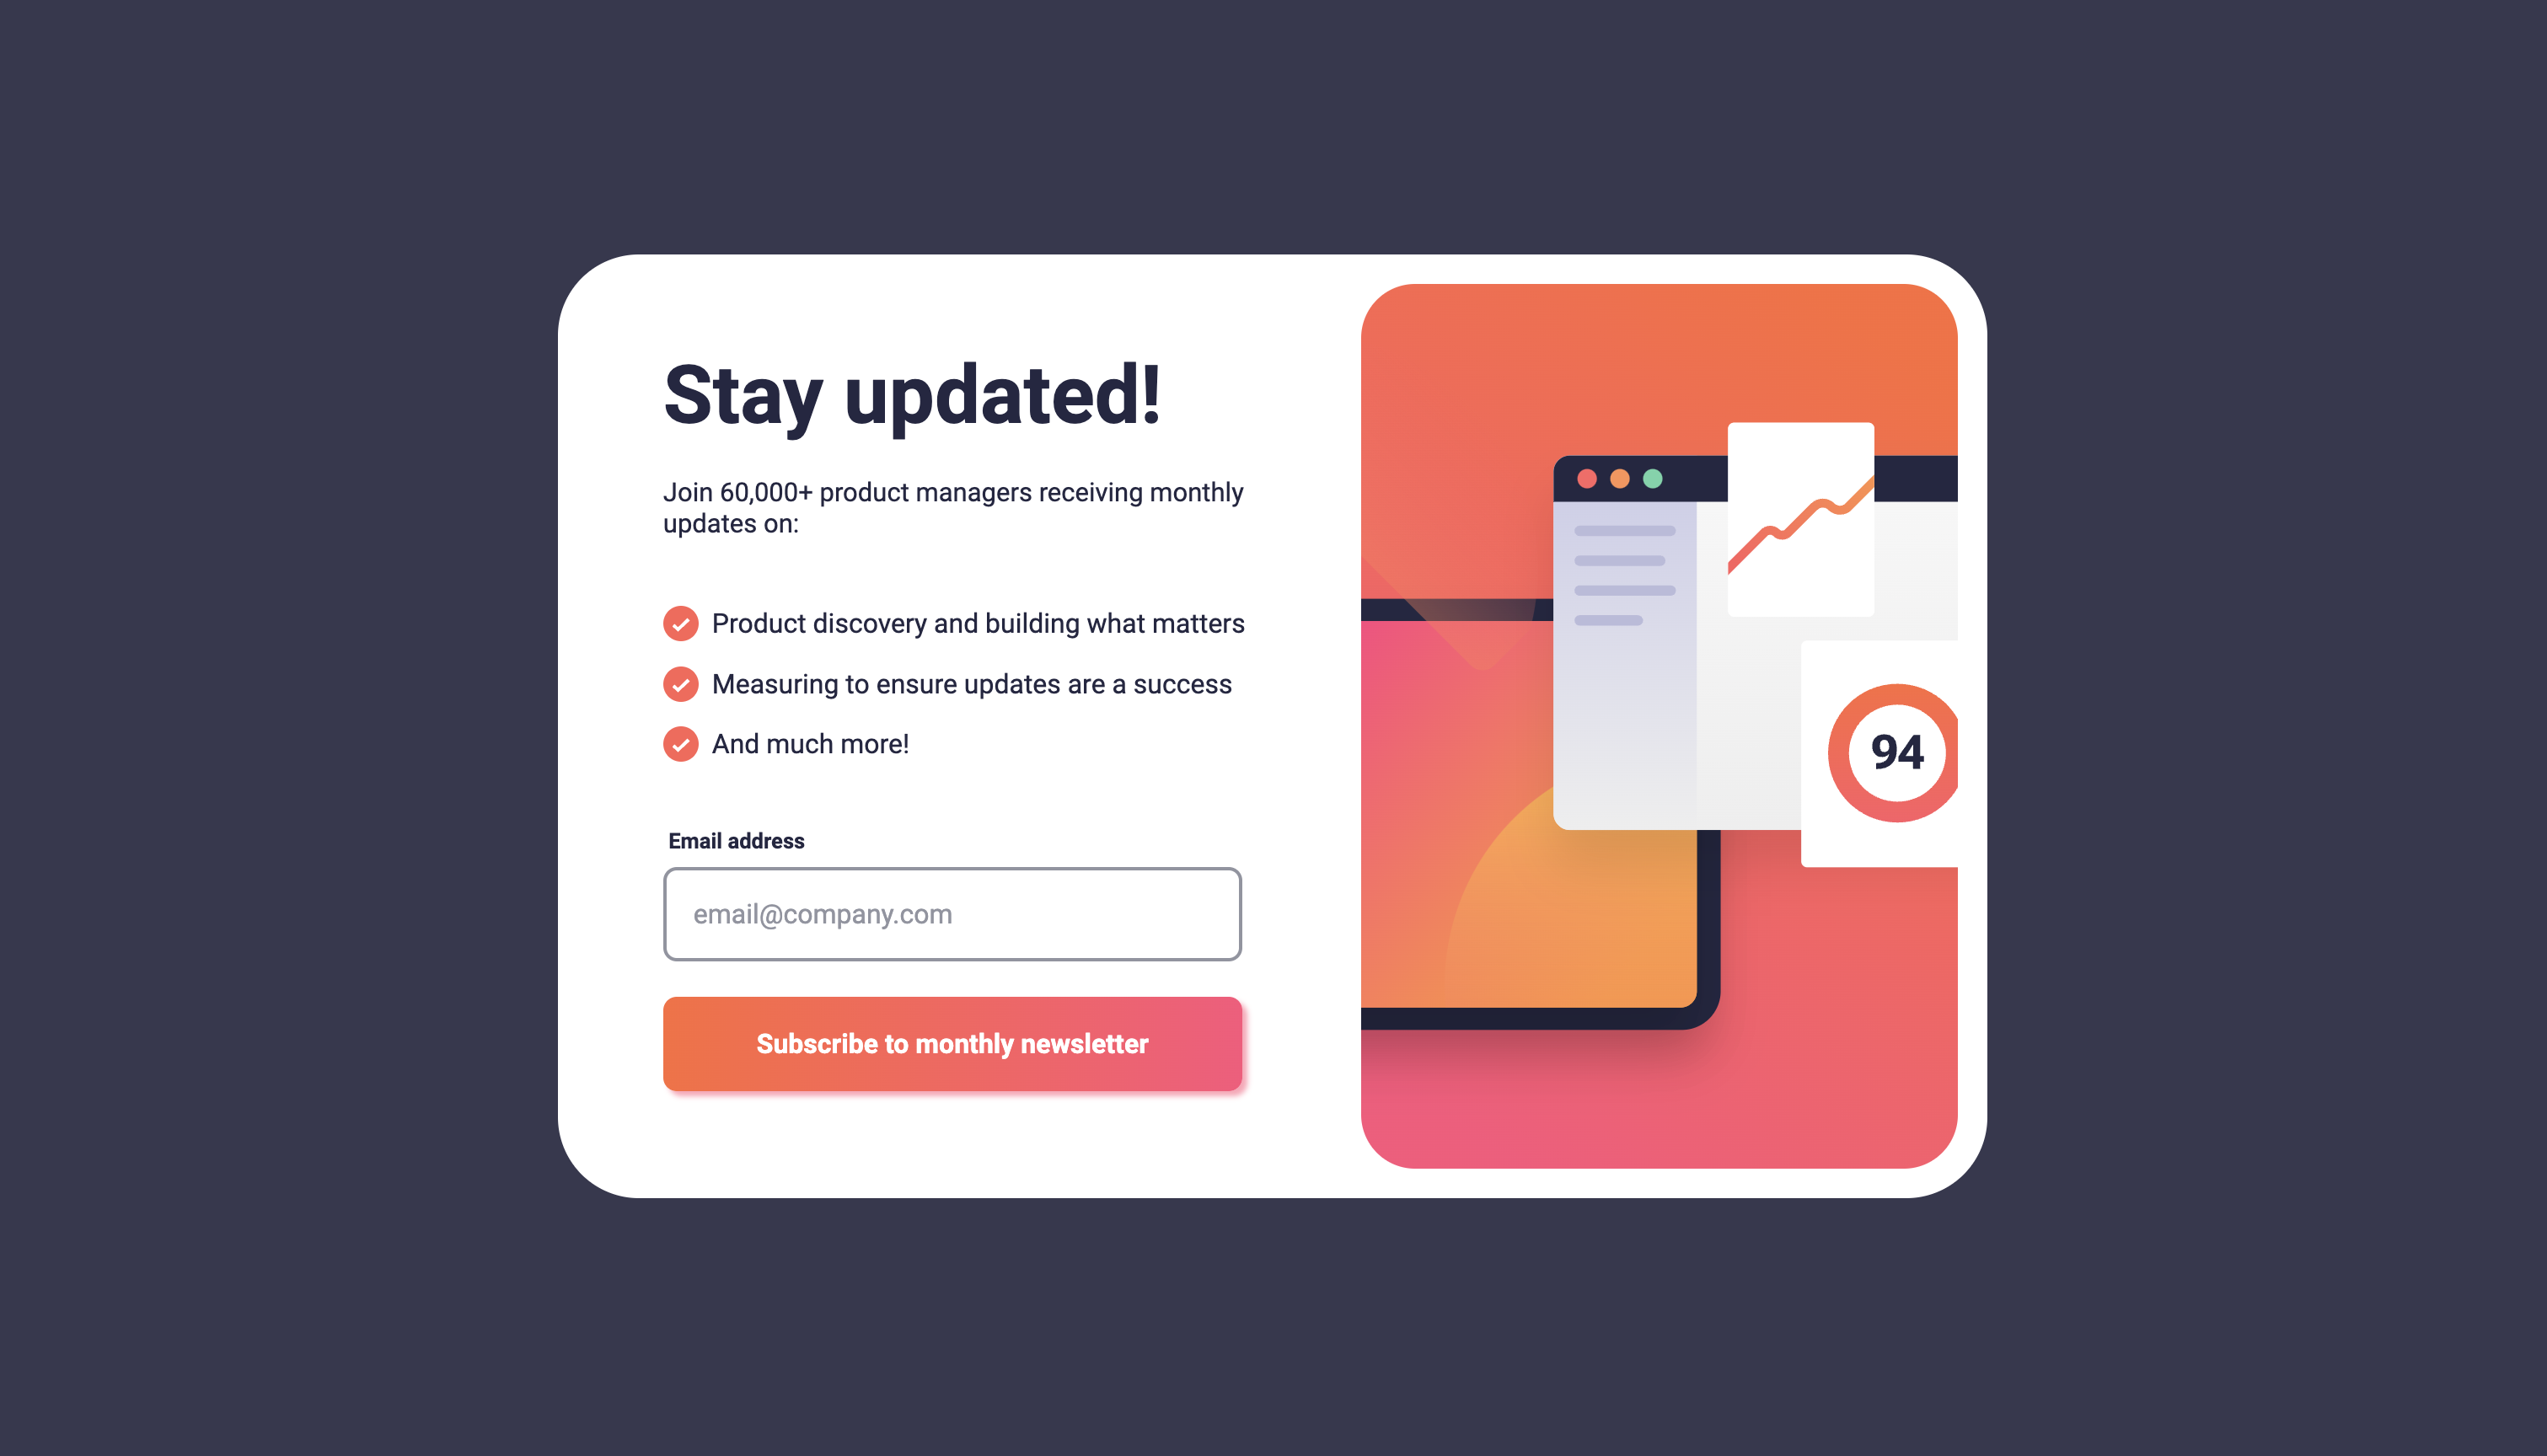 Stay updated!
Join 60,000+ product managers receiving monthly
updates on:
Product discovery and building what matters
Measuring to ensure updates are a success
And much more!
Email address
email@company.com
Subscribe to monthly newsletter
94